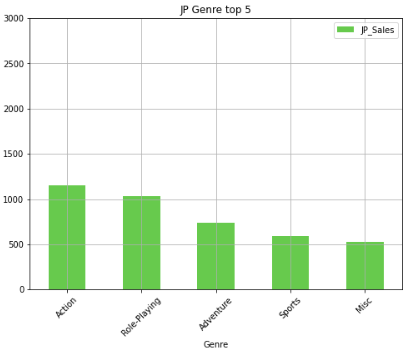 JP Genre top 5
3000
2500
2000
1500
1000
500
0
JP_Sales
Action
Role-Playing
Adventure
Sports
Misc
Genre